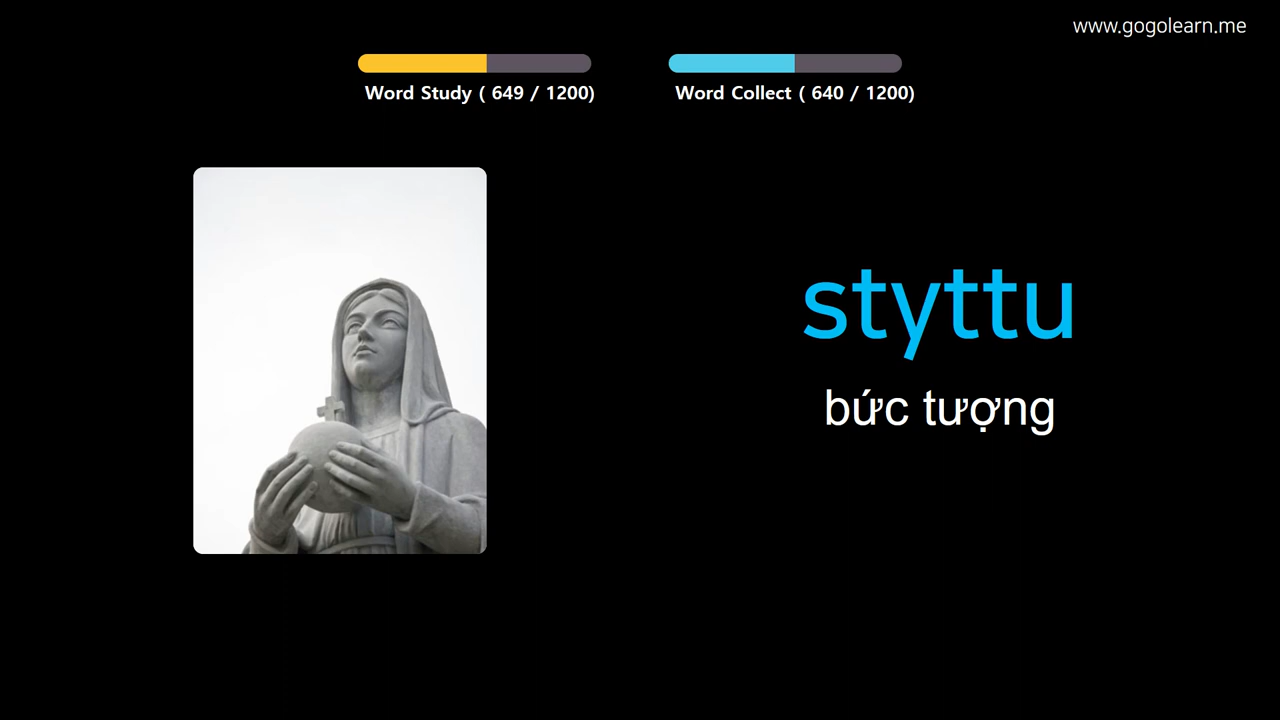 www.gogolearn.me
Word Study ( 649 / 1200)
Word Collect ( 640 / 1200)
styttu
bức tượng